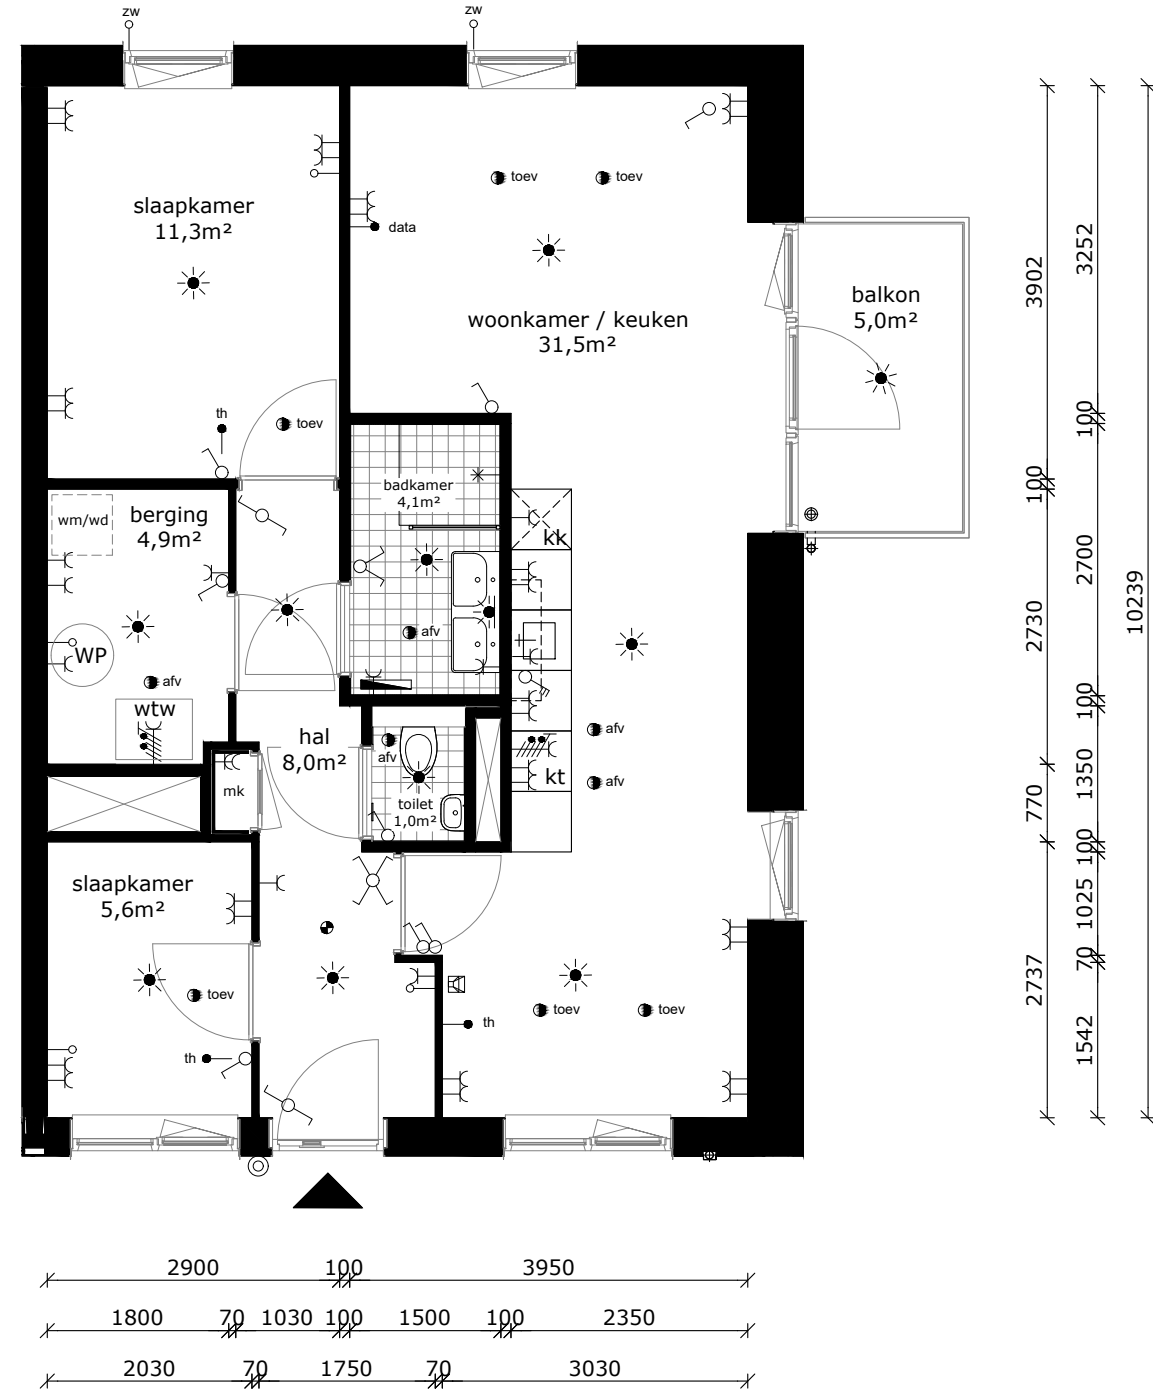 zw
zw
toev
toev
slaapkamer
11,3m²
data
woonkamer / keuken
31,5m²
balkon
5,0m²
th
toev
badkamer
4,1m²
wm/wd
berging
4,9m²
kk
afv
WP
afv
wtw
hal
8,0m²
afv
afv
mk
toilet
1,0m²
kt
afv
slaapkamer
5,6m²
toev
toev
toev
th
th
3902
100
2730
770
2737
3252
100
2700
100
1350
100
1025
70
1542
10239
2900 100 3950
1800 70 1030 100 1500 100 2350
2030 70 1750 70 3030